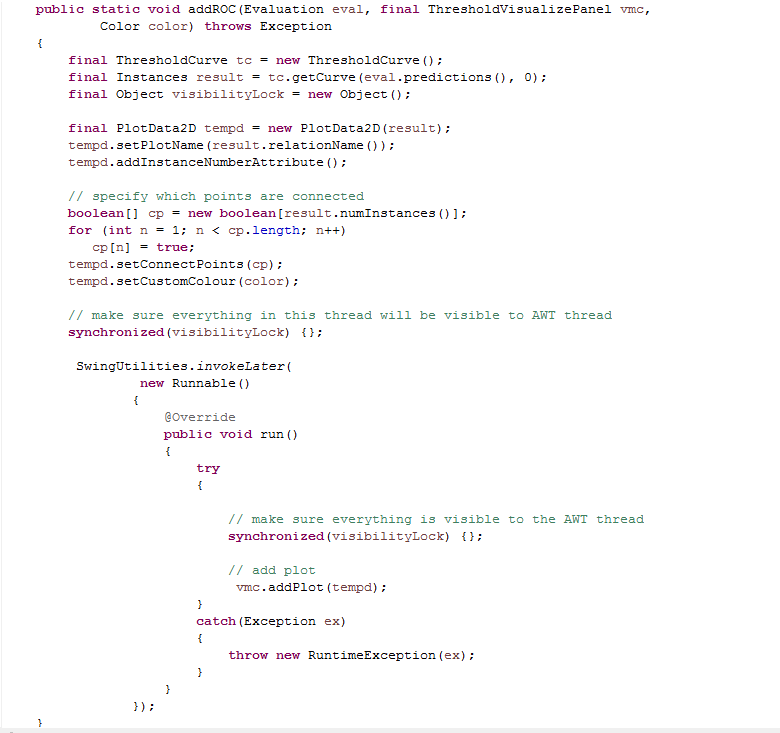 public static void addROC(Evaluation eval, final ThresholdVisualizePanel vmc,
        Color color) throws Exception
{
    final ThresholdCurve tc = new ThresholdCurve();
    final Instances result = tc.getCurve(eval.predictions(), 0);
    final Object visibilityLock = new Object();

    final PlotData2D tempd = new PlotData2D(result);
    tempd.setPlotName(result.relationName());
    tempd.addInstanceNumberAttribute();

    // specify which points are connected
    boolean[] cp = new boolean[result.numInstances()];
    for (int n = 1; n < cp.length; n++)
       cp[n] = true;
    tempd.setConnectPoints(cp);
    tempd.setCustomColour(color);

    // make sure everything in this thread will be visible to AWT thread
    synchronized(visibilityLock) {};

     SwingUtilities.invokeLater(
             new Runnable()
            {
                @Override
                public void run()
                {
                    try
                    {

                        // make sure everything is visible to the AWT thread
                        synchronized(visibilityLock) {};

                        // add plot
                         vmc.addPlot(tempd);
                    }
                    catch(Exception ex)
                    {
                        throw new RuntimeException(ex);
                    }
                }
            });
}